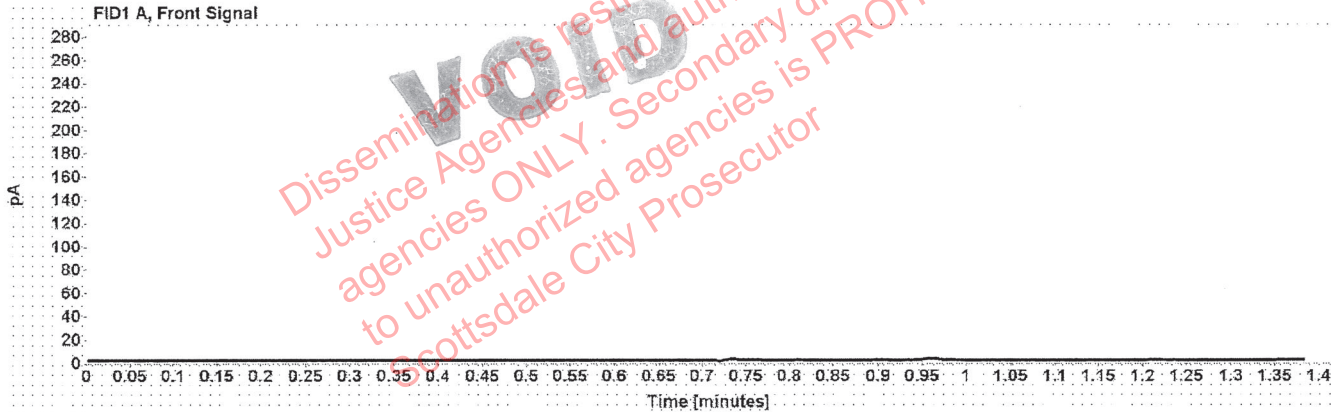 FID1 A, Front Signal
280
260
240
220
200
180
160
140
120
100
80
60
40
20
0
pA
0 0.05 0.1 0.15 0.2 0.25 0.3 0.35 0.4 0.45 0.5 0.55 0.6 0.65 0.7 0.75 0.8 0.85 0.9 0.95 1 1.05 1.1 1.15 1.2 1.25 1.3 1.35 1.4
Time [minutes]
VOID
Dissemination is
Justice Agencies and
agencies ONLY. Secondary
to unauthorized agencies is
Scottsdale City Prosecutor